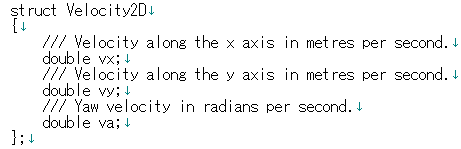 struct Velocity2D↓
{↓
    /// Velocity along the x axis in metres per second.↓
    double vx;↓
    /// Velocity along the y axis in metres per second.↓
    double vy;↓
    /// Yaw velocity in radians per second.↓
    double va;↓
};↓